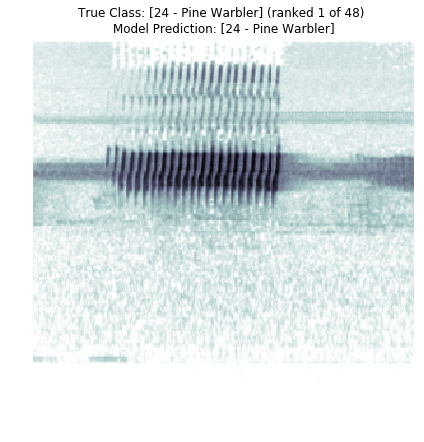 True Class: [24 - Pine Warbler] (ranked 1 of 48)
Model Prediction: [24 - Pine Warbler]